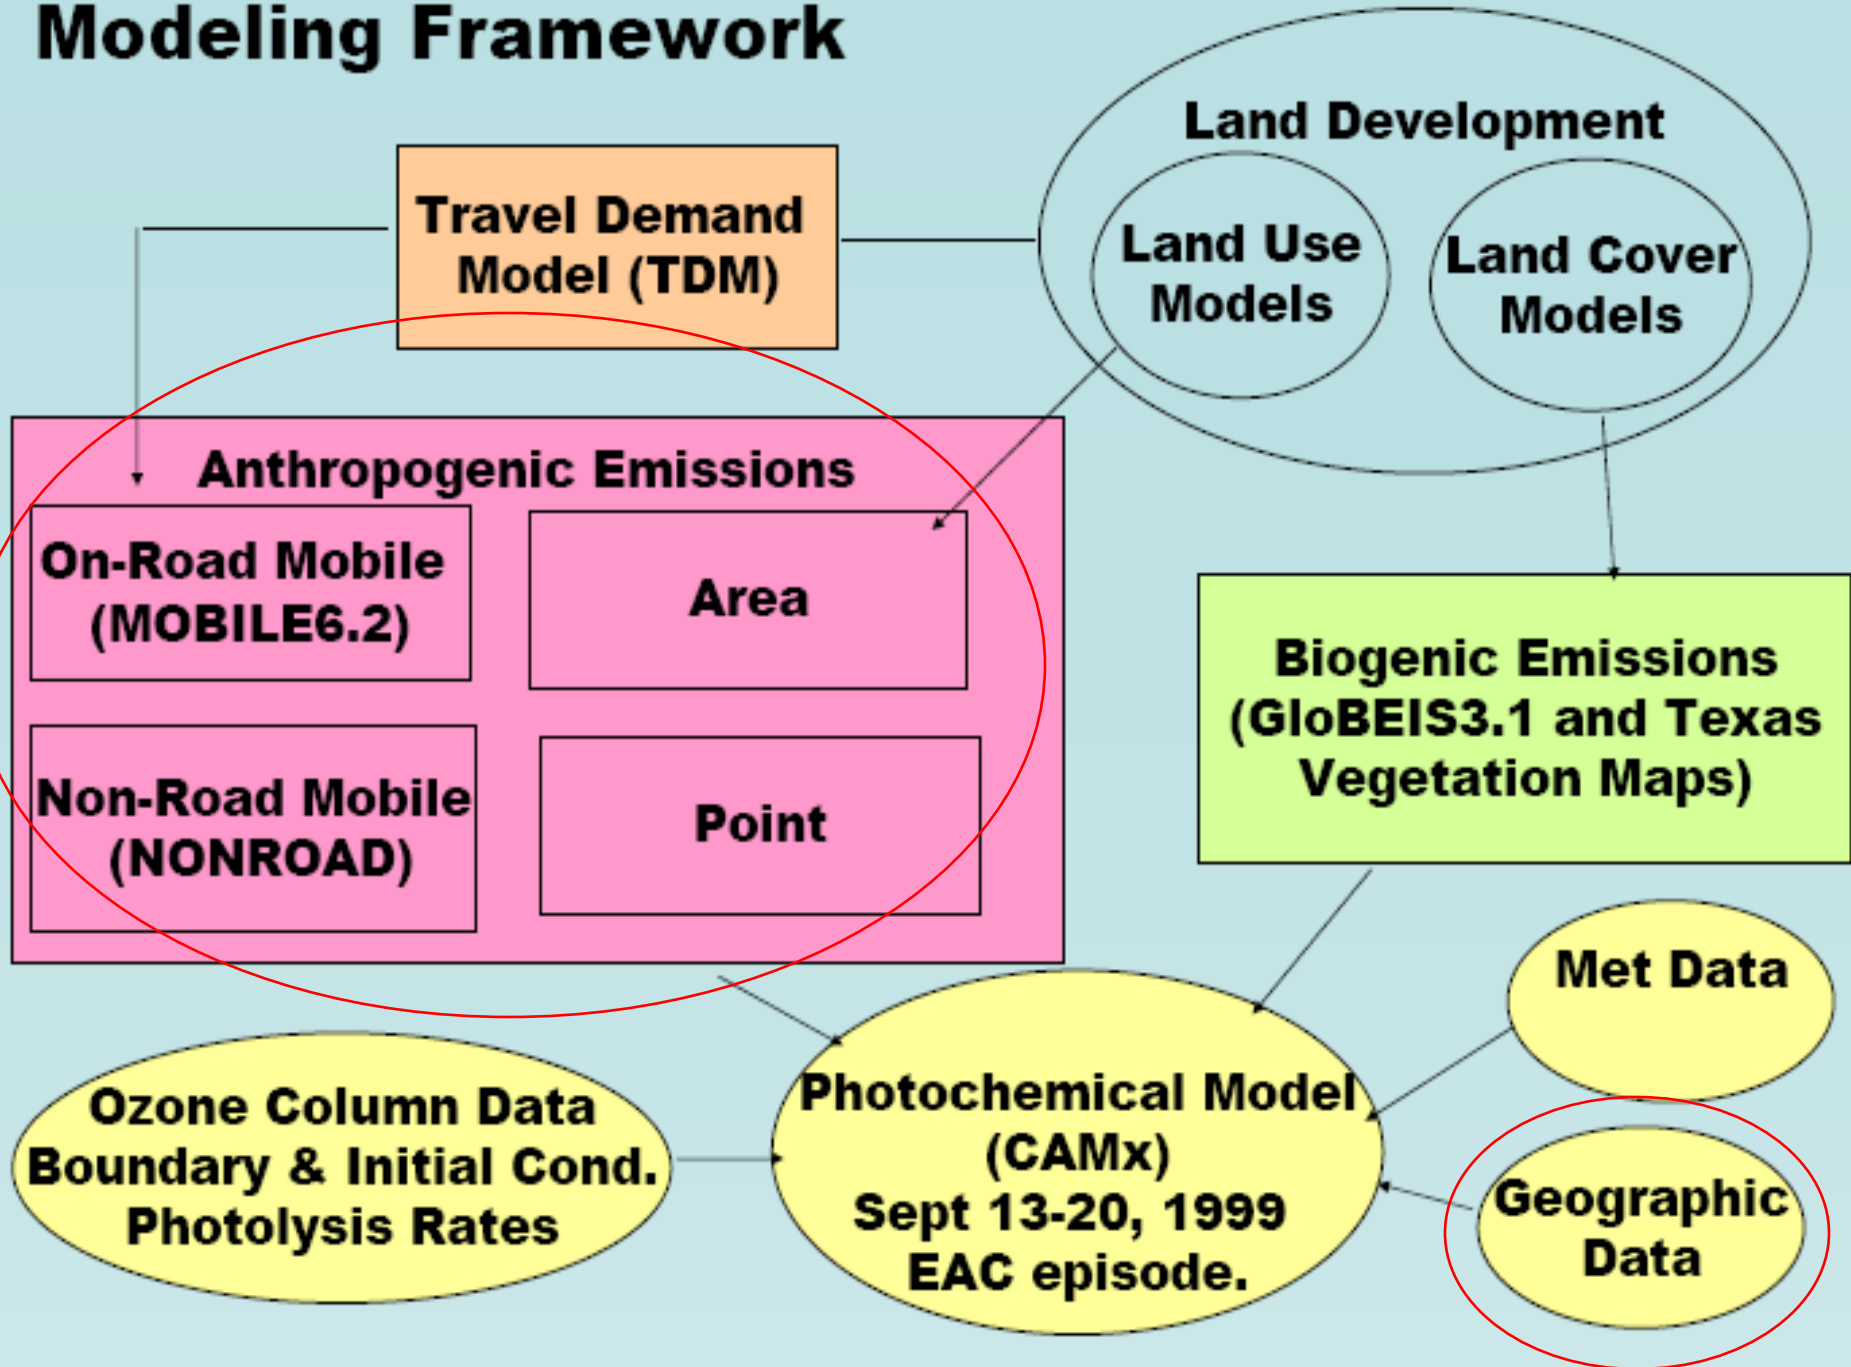 Modeling Framework
Land Development
Travel Demand
Model (TDM)
Land Use
Models
Land Cover
Models
Anthropogenic Emissions
On-Road Mobile
(MOBILE6.2)
Area
Non-Road Mobile
(NONROAD)
Point
Biogenic Emissions
(GloBEIS3.1 and Texas
Vegetation Maps)
Met Data
Ozone Column Data
Boundary & Initial Cond.
Photolysis Rates
Photochemical Model
(CAMx)
Sept 13-20, 1999
EAC episode.
Geographic
Data